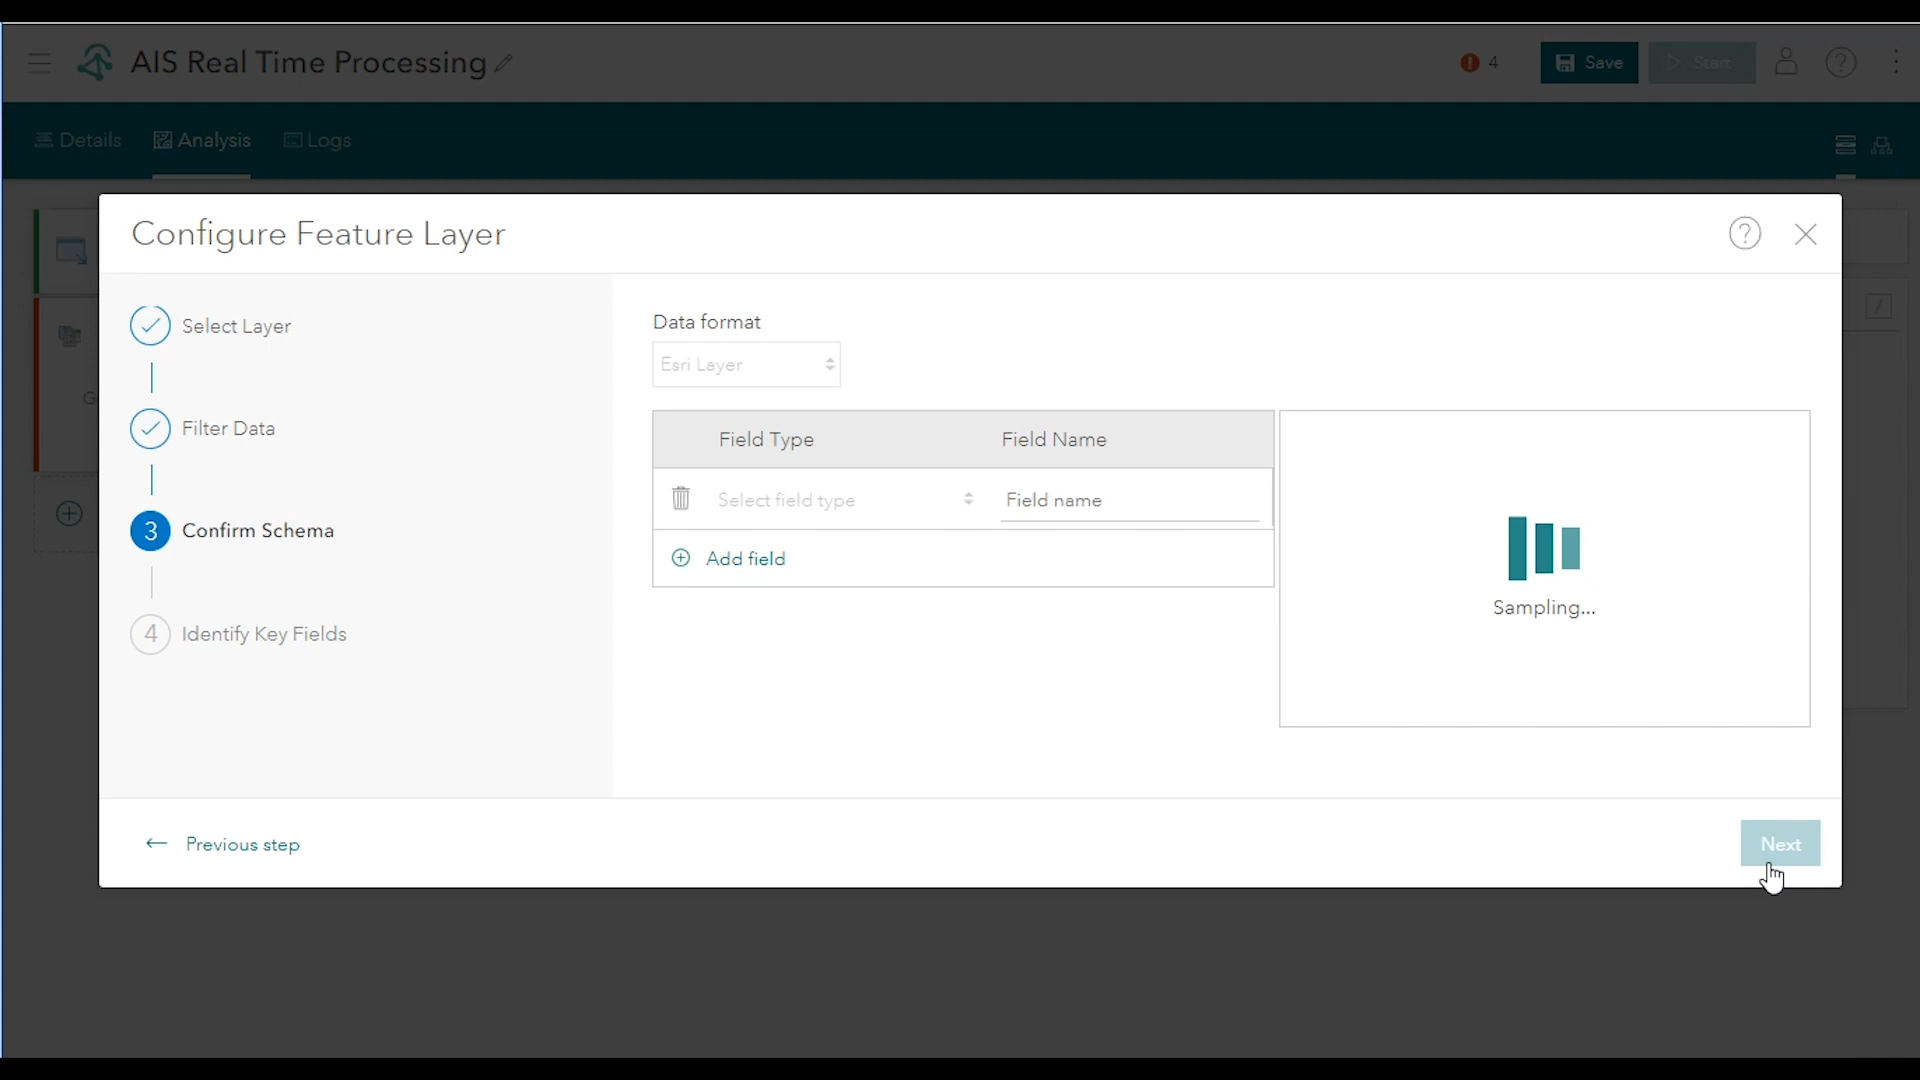 AIS Real Time Processing
4
Save
Start
Details
Analysis
Logs
Configure Feature Layer
Select Layer
Filter Data
3 Confirm Schema
4 Identify Key Fields
Data format
Esri Layer
Field Type Field Name
Select field type Field name
Add field
Sampling...
Previous step
Next